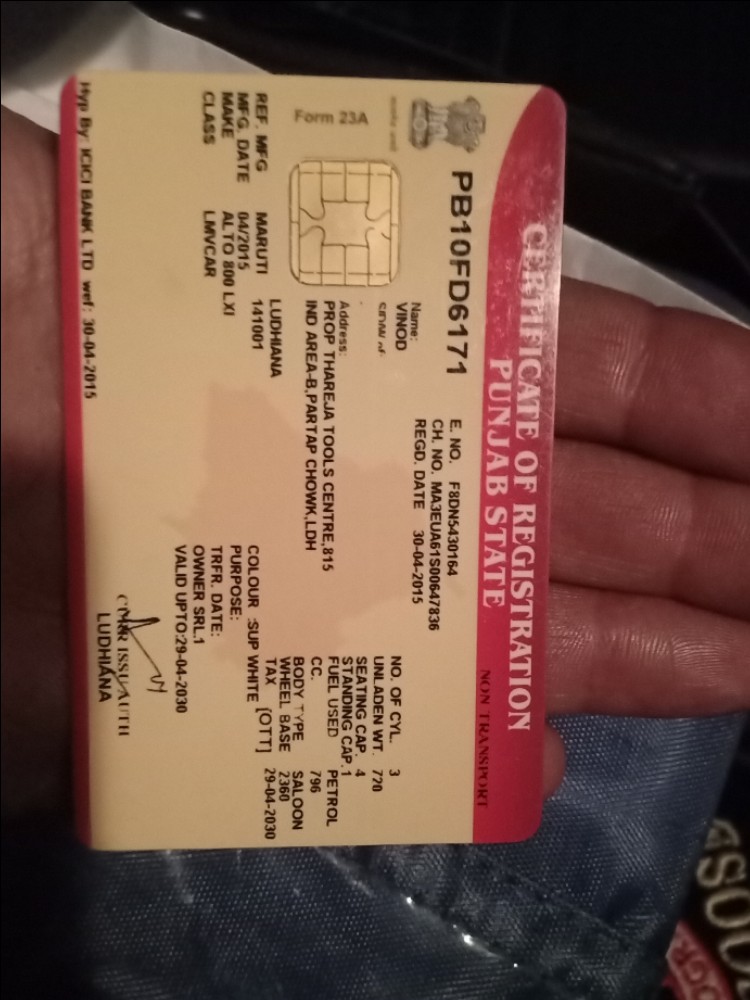 CERTIFICATE OF REGISTRATION
PUNJAB STATE
NON TRANSPORT
PB10FD6171
E. NO. F8DN5430164
CH. NO. MA3EUA61S00647836
REGD. DATE 30-04-2015
Name:
VINOD
Form 23A
Address:
PROP THAREJA TOOLS CENTRE,815
IND AREA-B,PARTAP CHOWK,LDH
LUDHIANA
141001
NO. OF CYL. 3
UNLADEN WT. 720
SEATING CAP. 4
STANDING CAP. 1
FUEL USED PETROL
CC. 796
BODY TYPE SALOON
WHEEL BASE 2360
TAX [OTT] 29-04-2030
REF. MFG MARUTI
MFG. DATE 04/2015
MAKE ALTO 800 LXI
CLASS LMVCAR
COLOUR :SUP WHITE
PURPOSE:
TRFR. DATE:
OWNER SRL.1
VALID UPTO:29-04-2030
ISSU AUTH
LUDHIANA
Hyp By: ICICI BANK LTD wef: 30-04-2015